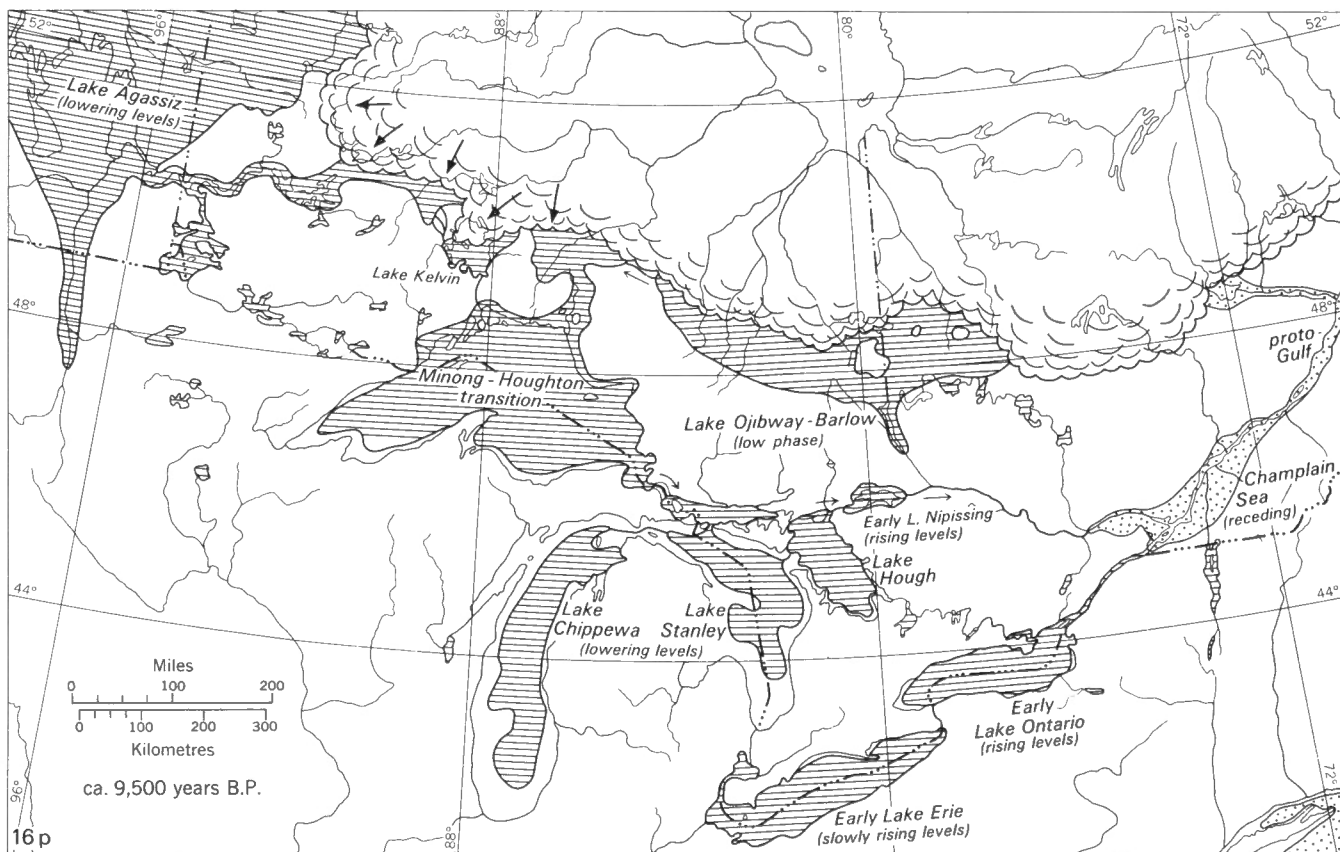 52°
96°
88°
80°
72°
52°
Lake Agassiz
(lowering levels)
Lake Kelvin
48°
48°
proto
Gulf
Minong - Houghton
transition
Lake Ojibway-Barlow
(low phase)
Champlain
Sea
(receding)
Early L. Nipissing
(rising levels)
Lake
Hough
44°
44°
Lake
Chippewa
Lake
Stanley
(lowering levels)
Miles
0 100 200
0 100 200 300
Kilometres
Early
Lake Ontario
(rising levels)
ca. 9,500 years B.P.
Early Lake Erie
(slowly rising levels)
96°
88°
72°
16 p